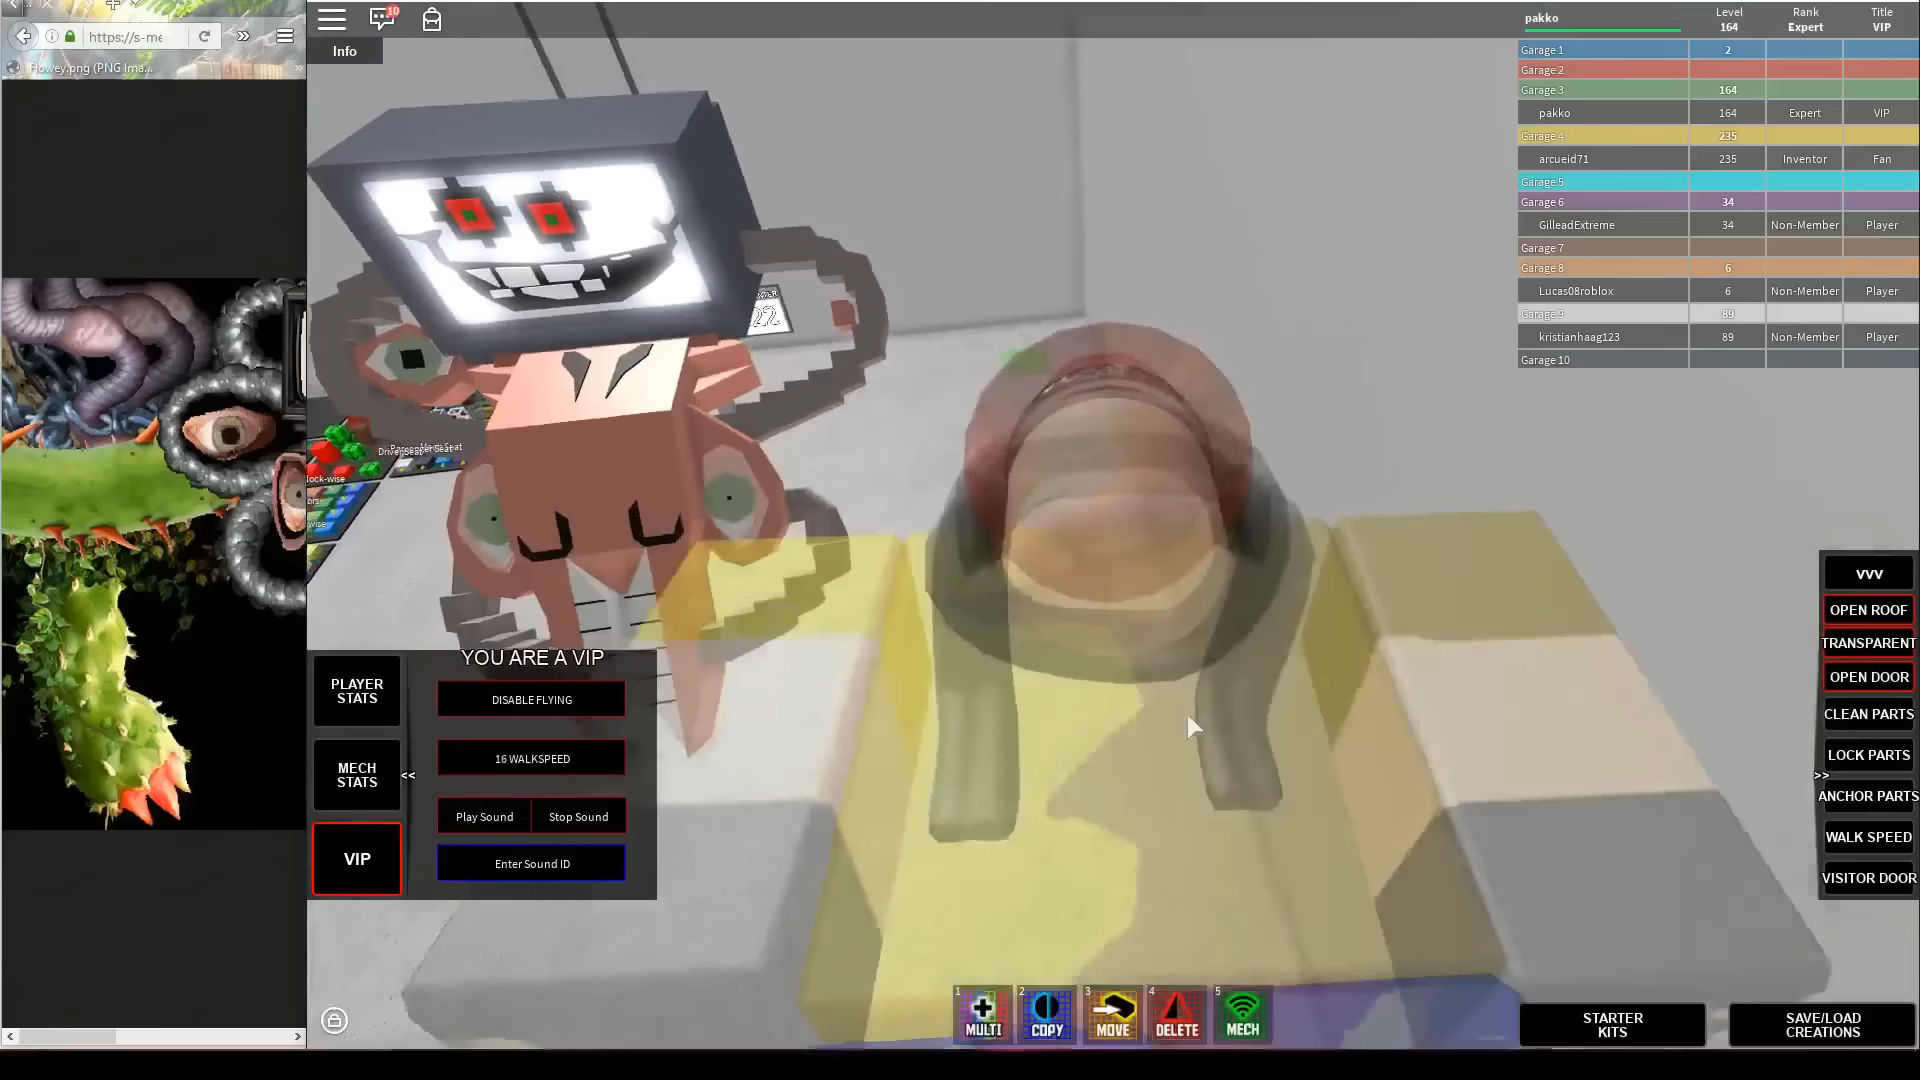 https://s-me
Flowey.png (PNG Ima...
10
Info
pakko
Level
164
Rank
Expert
Title
VIP
Garage 1 2
Garage 2
Garage 3 164
pakko 164 Expert VIP
Garage 4 235
arcueid71 235 Inventor Fan
Garage 5
Garage 6 34
GilleadExtreme 34 Non-Member Player
Garage 7
Garage 8 6
Lucas08roblox 6 Non-Member Player
Garage 9 89
kristianhaag123 89 Non-Member Player
Garage 10
22
lock-wise
wise
VVV
OPEN ROOF
TRANSPARENT
OPEN DOOR
CLEAN PARTS
LOCK PARTS
>>
ANCHOR PARTS
WALK SPEED
VISITOR DOOR
YOU ARE A VIP
PLAYER
STATS
DISABLE FLYING
MECH
STATS
<<
16 WALKSPEED
Play Sound Stop Sound
VIP
Enter Sound ID
1 MULTI
2 COPY
3 MOVE
4 DELETE
5 MECH
STARTER
KITS
SAVE/LOAD
CREATIONS